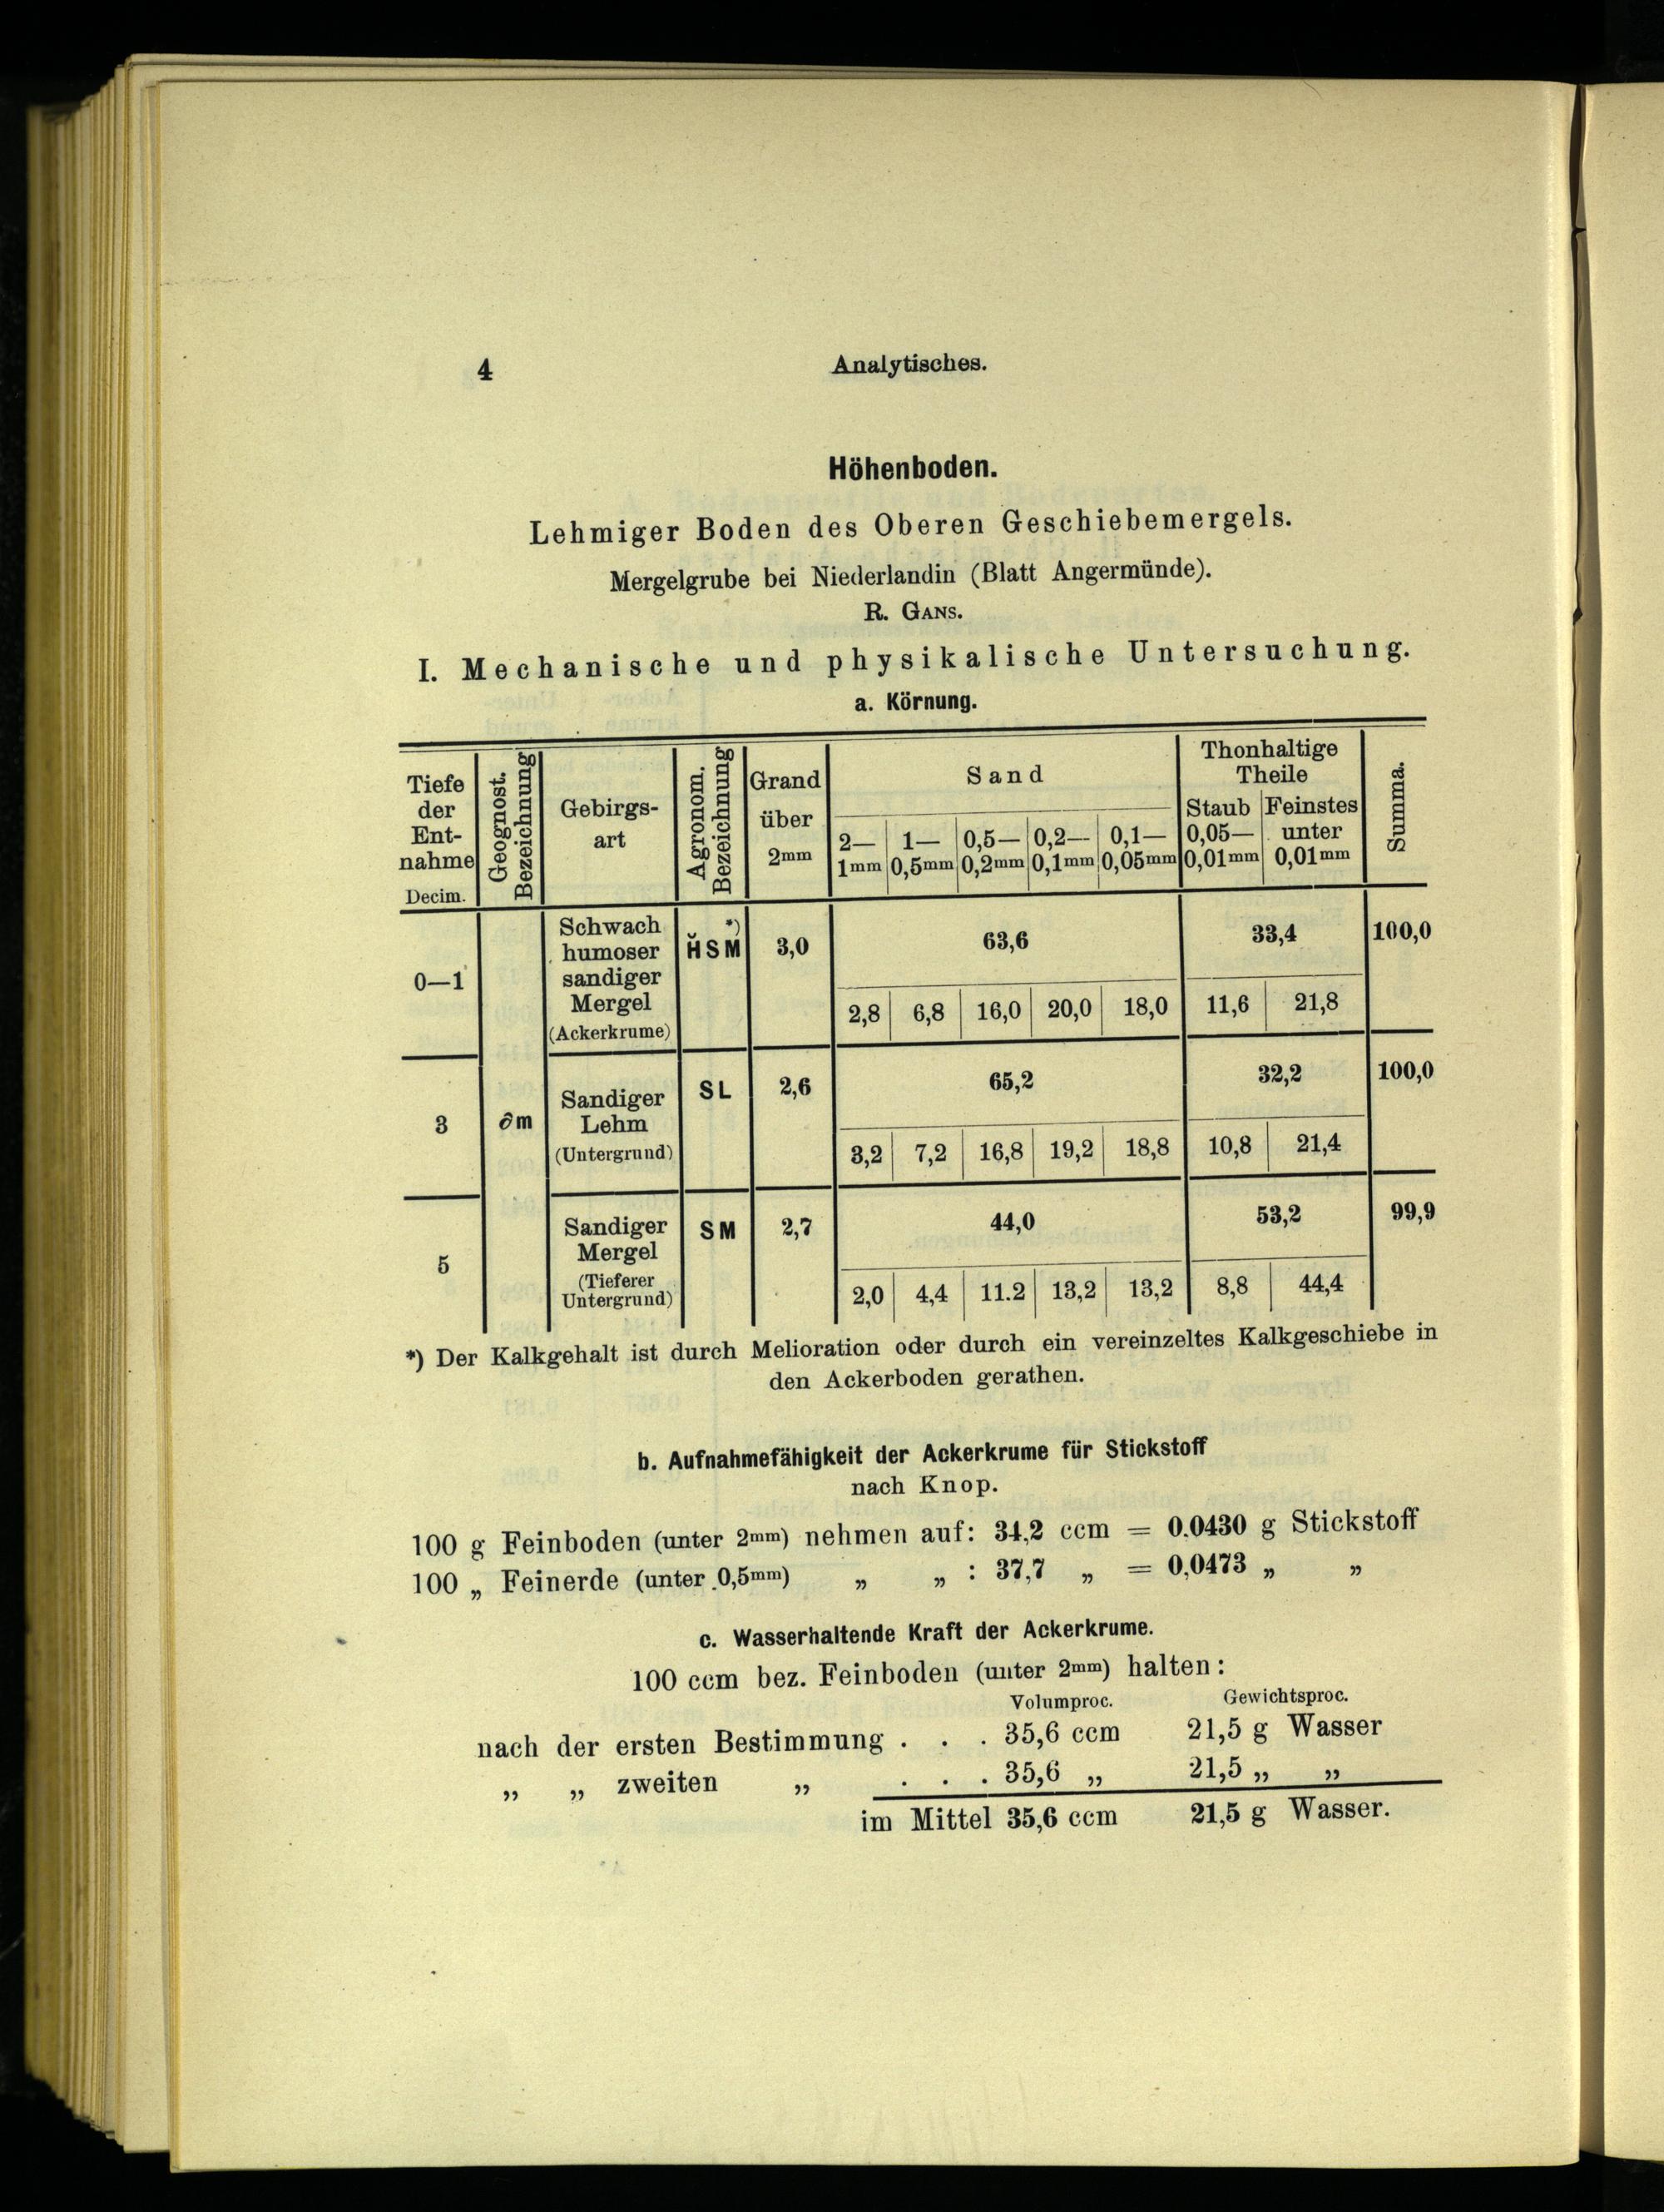 4 Analytisches.
Höhenboden.
Lehmiger Boden des Oberen Geschiebemergels.
Mergelgrube bei Niederlandin (Blatt Angermünde).
R. GANS.
I. Mechanische und physikalische Untersuchung.
a. Körnung.
Tiefe der Ent- nahme Decim. | Geognost. Bezeichnung | Gebirgs- art | Agronom. Bezeichnung | Grand über 2mm | Sand | Thonhaltige Theile | Summa.
2— 1mm | 1— 0,5mm | 0,5— 0,2mm | 0,2— 0,1mm | 0,1— 0,05mm | Staub 0,05— 0,01mm | Feinstes unter 0,01mm
0—1 | Schwach humoser sandiger Mergel (Ackerkrume) | H̆ S M *) | 3,0 | 63,6 | 33,4 | 100,0
2,8 | 6,8 | 16,0 | 20,0 | 18,0 | 11,6 | 21,8
3 | ∂m | Sandiger Lehm (Untergrund) | S L | 2,6 | 65,2 | 32,2 | 100,0
3,2 | 7,2 | 16,8 | 19,2 | 18,8 | 10,8 | 21,4
5 | Sandiger Mergel (Tieferer Untergrund) | S M | 2,7 | 44,0 | 53,2 | 99,9
2,0 | 4,4 | 11.2 | 13,2 | 13,2 | 8,8 | 44,4
*) Der Kalkgehalt ist durch Melioration oder durch ein vereinzeltes Kalkgeschiebe in
den Ackerboden gerathen.
b. Aufnahmefähigkeit der Ackerkrume für Stickstoff
nach Knop.
100 g Feinboden (unter 2mm) nehmen auf: 34,2 ccm = 0.0430 g Stickstoff
100 „ Feinerde (unter 0,5mm) „ „ : 37,7 „ = 0,0473 „ „
c. Wasserhaltende Kraft der Ackerkrume.
100 ccm bez. Feinboden (unter 2mm) halten:
Volumproc. Gewichtsproc.
nach der ersten Bestimmung . . . 35,6 ccm 21,5 g Wasser
„ „ zweiten „ . . . 35,6 „ 21,5 „ „
im Mittel 35,6 ccm 21,5 g Wasser.